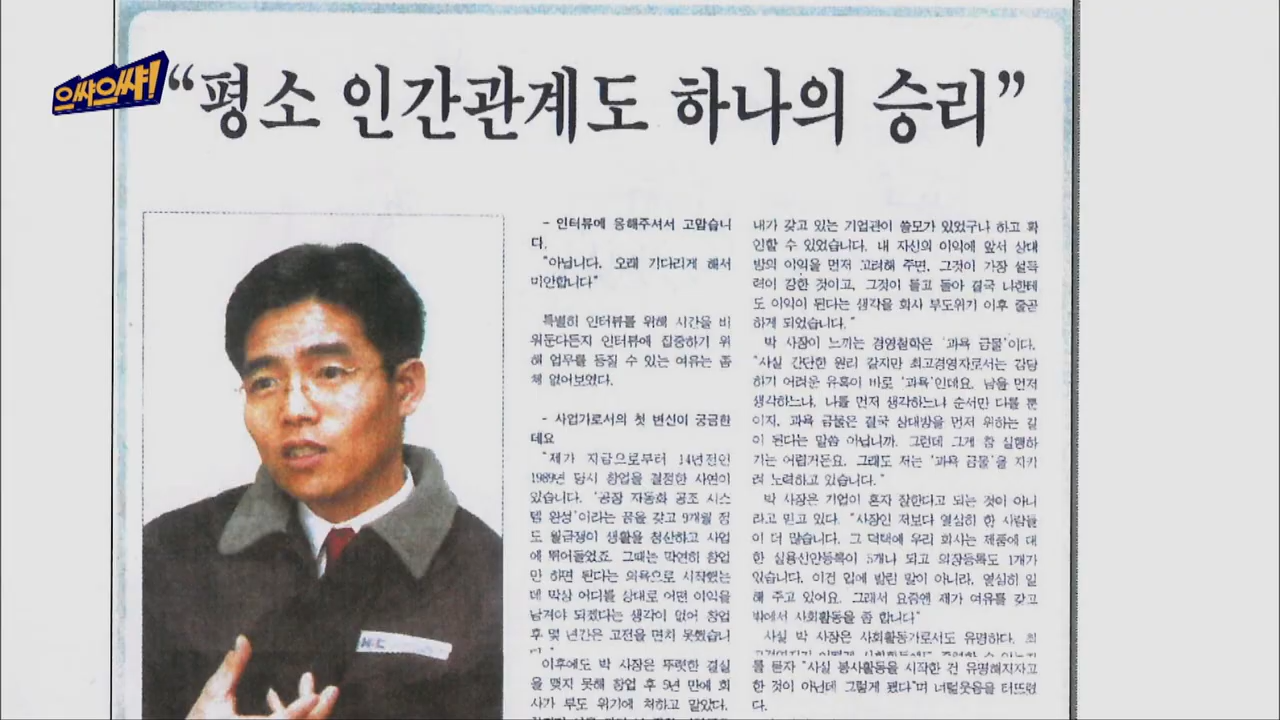 으쌰으쌰!
“평소 인간관계도 하나의 승리”
- 인터뷰에 응해주셔서 고맙습니
다.
"아닙니다. 오래 기다리게 해서
미안합니다"
특별히 인터뷰를 위해 시간을 비
워둔다든지 인터뷰에 집중하기 위
해 업무를 등질 수 있는 여유는 좀
체 없어보였다.
- 사업가로서의 첫 변신이 궁금한
데요
"제가 지금으로부터 14년전인
1989년 당시 창업을 결정한 사연이
있습니다. '공장 자동화 공조 시스
템 완성'이라는 꿈을 갖고 9개월 정
도 월급쟁이 생활을 청산하고 사업
에 뛰어들었죠. 그때는 막연히 창업
만 하면 된다는 의욕으로 시작했는
데 막상 어디를 상대로 어떤 이익을
남겨야 되겠다는 생각이 없어 창업
후 몇 년간은 고전을 면치 못했습니
다."
이후에도 박 사장은 뚜렷한 결실
을 맺지 못해 창업 후 5년 만에 회
사가 부도 위기에 처하고 말았다.
내가 갖고 있는 기업관이 쓸모가 있었구나 하고 확
인할 수 있었습니다. 내 자신의 이익에 앞서 상대
방의 이익을 먼저 고려해 주면, 그것이 가장 설득
력이 강한 것이고, 그것이 돌고 돌아 결국 나한테
도 이익이 된다는 생각을 회사 부도위기 이후 줄곧
하게 되었습니다."
박 사장이 느끼는 경영철학은 '과욕 금물'이다.
"사실 간단한 원리 같지만 최고경영자로서는 감당
하기 어려운 유혹이 바로 '과욕'인데요. 남을 먼저
생각하느냐, 나를 먼저 생각하느냐 순서만 다를 뿐
이지, 과욕 금물은 결국 상대방을 먼저 위하는 길
이 된다는 말씀 아닙니까. 그런데 그게 참 실행하
기는 어렵거든요. 그래도 저는 '과욕 금물'을 지키
려 노력하고 있습니다."
박 사장은 기업이 혼자 잘한다고 되는 것이 아니
라고 믿고 있다. "사장인 저보다 열심히 한 사람들
이 더 많습니다. 그 덕택에 우리 회사는 제품에 대
한 실용신안등록이 5개나 되고 의장등록도 1개가
있습니다. 이건 입에 발린 말이 아니라, 열심히 일
해 주고 있어요. 그래서 요즘엔 제가 여유를 갖고
밖에서 사회활동을 좀 합니다"
사실 박 사장은 사회활동가로서도 유명하다. 최
를 묻자 "사실 봉사활동을 시작한 건 유명해지자고
한 것이 아닌데 그렇게 됐다"며 너털웃음을 터뜨렸
다.